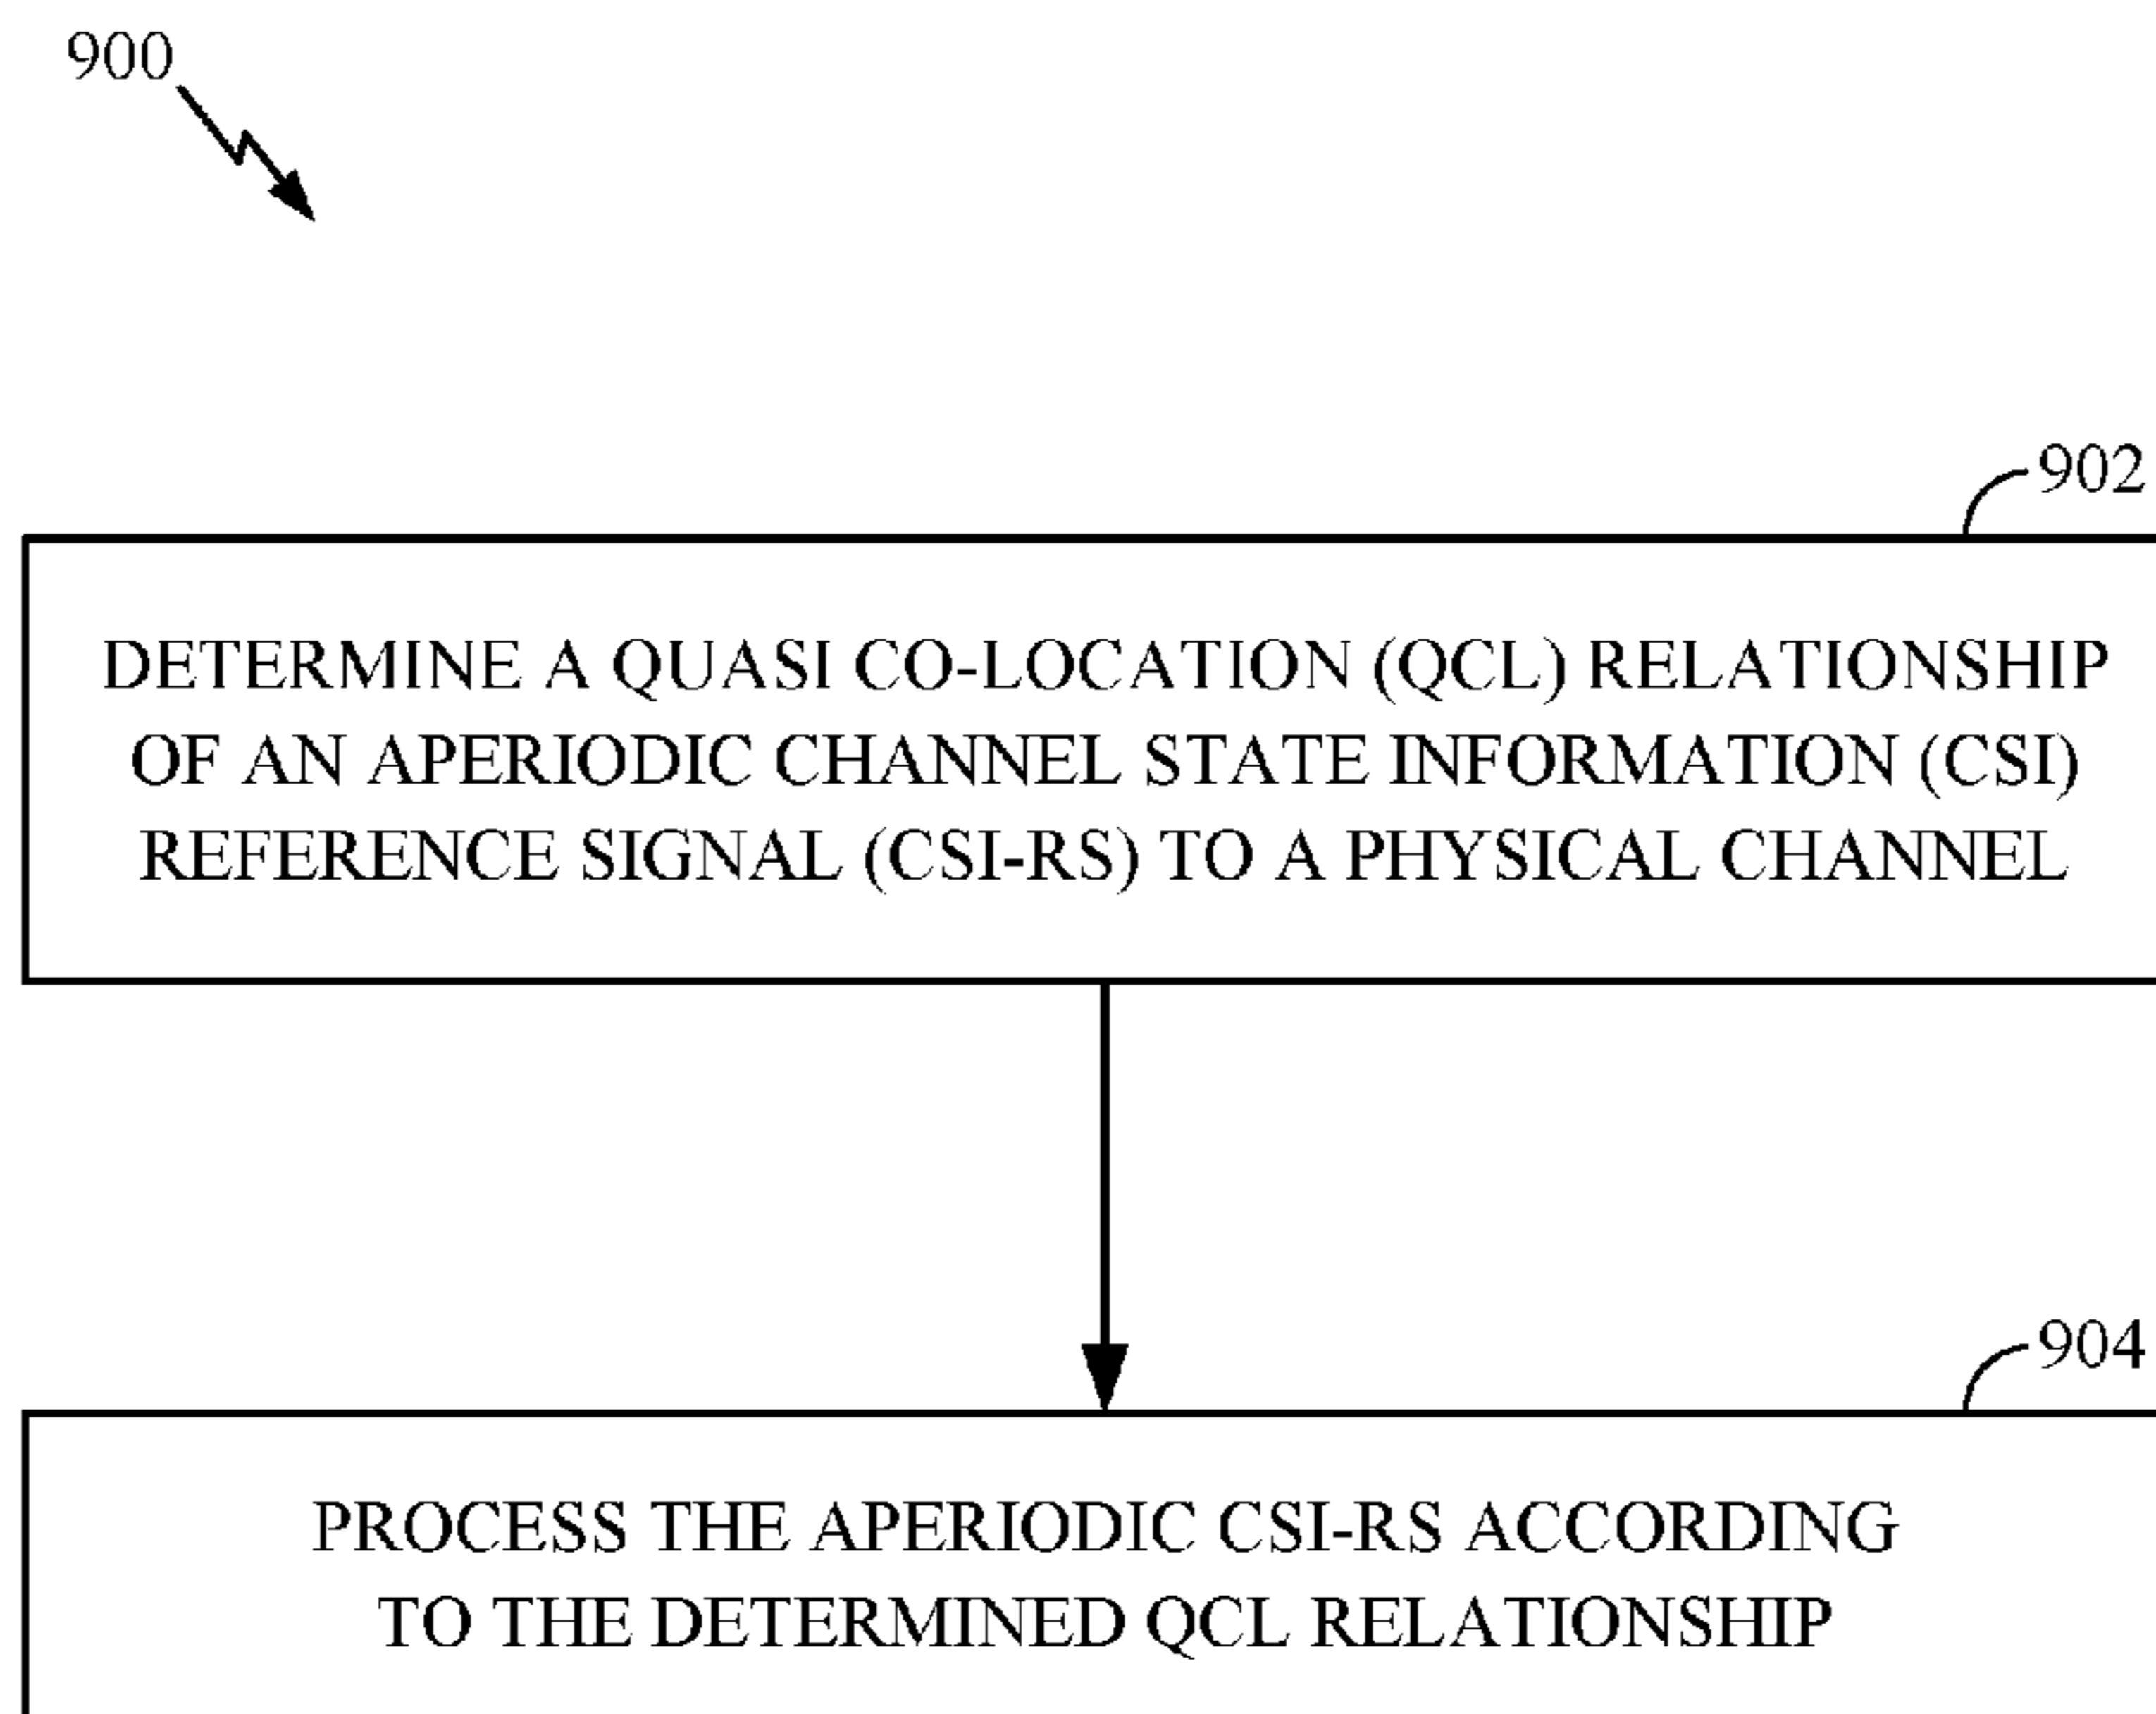 900
902
DETERMINE A QUASI CO-LOCATION (QCL) RELATIONSHIP
OF AN APERIODIC CHANNEL STATE INFORMATION (CSI)
REFERENCE SIGNAL (CSI-RS) TO A PHYSICAL CHANNEL
904
PROCESS THE APERIODIC CSI-RS ACCORDING
TO THE DETERMINED QCL RELATIONSHIP